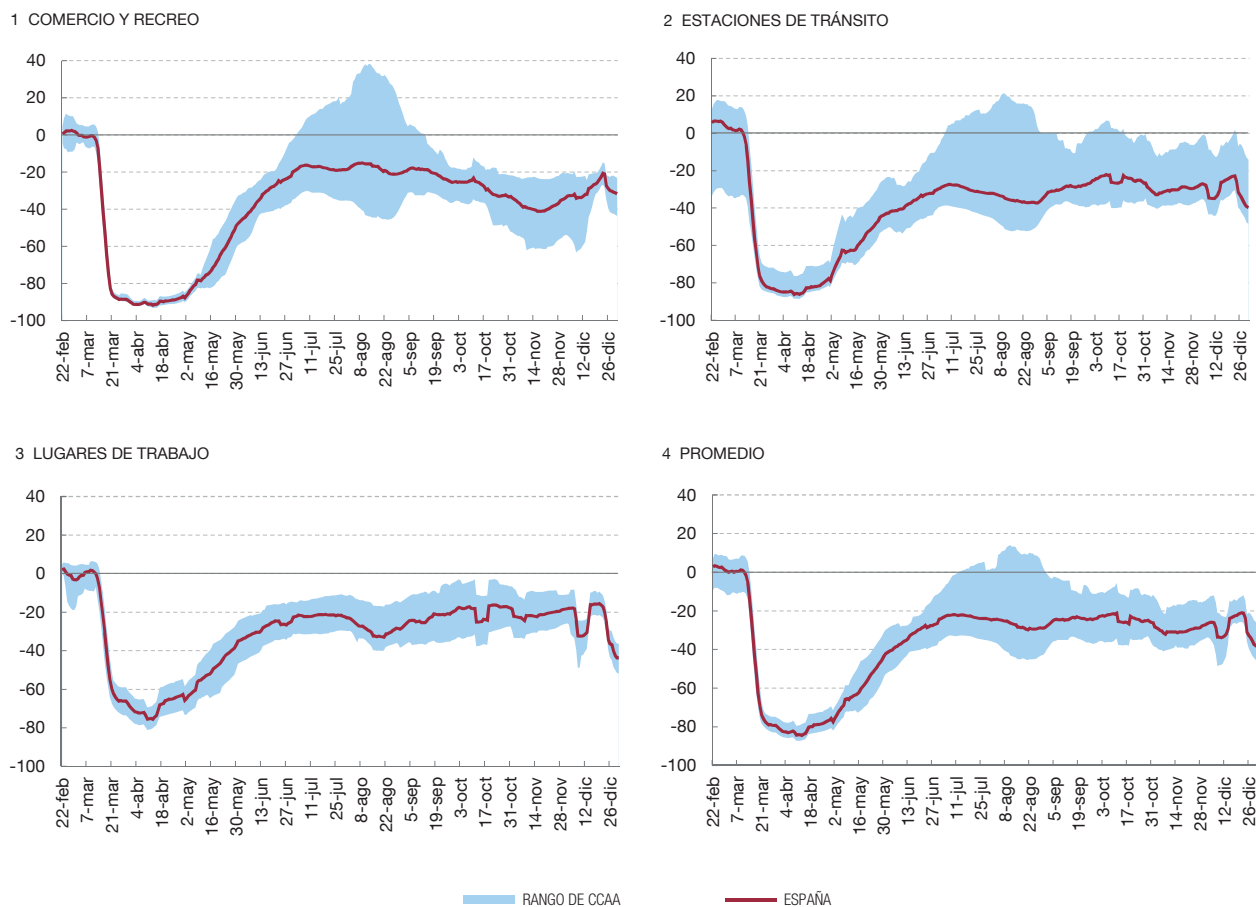 1 COMERCIO Y RECREO
40
20
0
-20
-40
-60
-80
-100
22-feb
7-mar
21-mar
4-abr
18-abr
2-may
16-may
30-may
13-jun
27-jun
11-jul
25-jul
8-ago
22-ago
5-sep
19-sep
3-oct
17-oct
31-oct
14-nov
28-nov
12-dic
26-dic
2 ESTACIONES DE TRÁNSITO
40
20
0
-20
-40
-60
-80
-100
22-feb
7-mar
21-mar
4-abr
18-abr
2-may
16-may
30-may
13-jun
27-jun
11-jul
25-jul
8-ago
22-ago
5-sep
19-sep
3-oct
17-oct
31-oct
14-nov
28-nov
12-dic
26-dic
3 LUGARES DE TRABAJO
40
20
0
-20
-40
-60
-80
-100
22-feb
7-mar
21-mar
4-abr
18-abr
2-may
16-may
30-may
13-jun
27-jun
11-jul
25-jul
8-ago
22-ago
5-sep
19-sep
3-oct
17-oct
31-oct
14-nov
28-nov
12-dic
26-dic
4 PROMEDIO
40
20
0
-20
-40
-60
-80
-100
22-feb
7-mar
21-mar
4-abr
18-abr
2-may
16-may
30-may
13-jun
27-jun
11-jul
25-jul
8-ago
22-ago
5-sep
19-sep
3-oct
17-oct
31-oct
14-nov
28-nov
12-dic
26-dic
RANGO DE CCAA
ESPAÑA